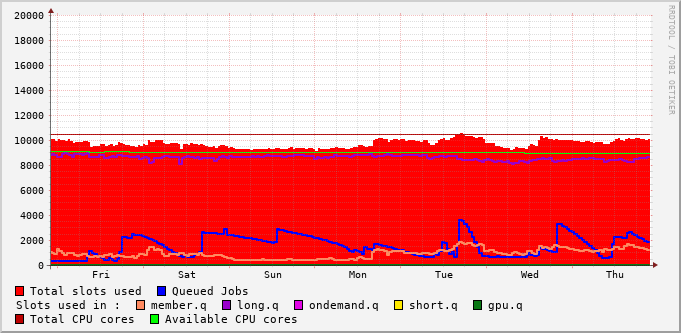 20000
18000
16000
14000
12000
10000
8000
6000
4000
2000
0
Fri Sat Sun Mon Tue Wed Thu
RRDTOOL / TOBI OETIKER
Total slots used Queued Jobs
Slots used in : member.q long.q ondemand.q short.q gpu.q
Total CPU cores Available CPU cores